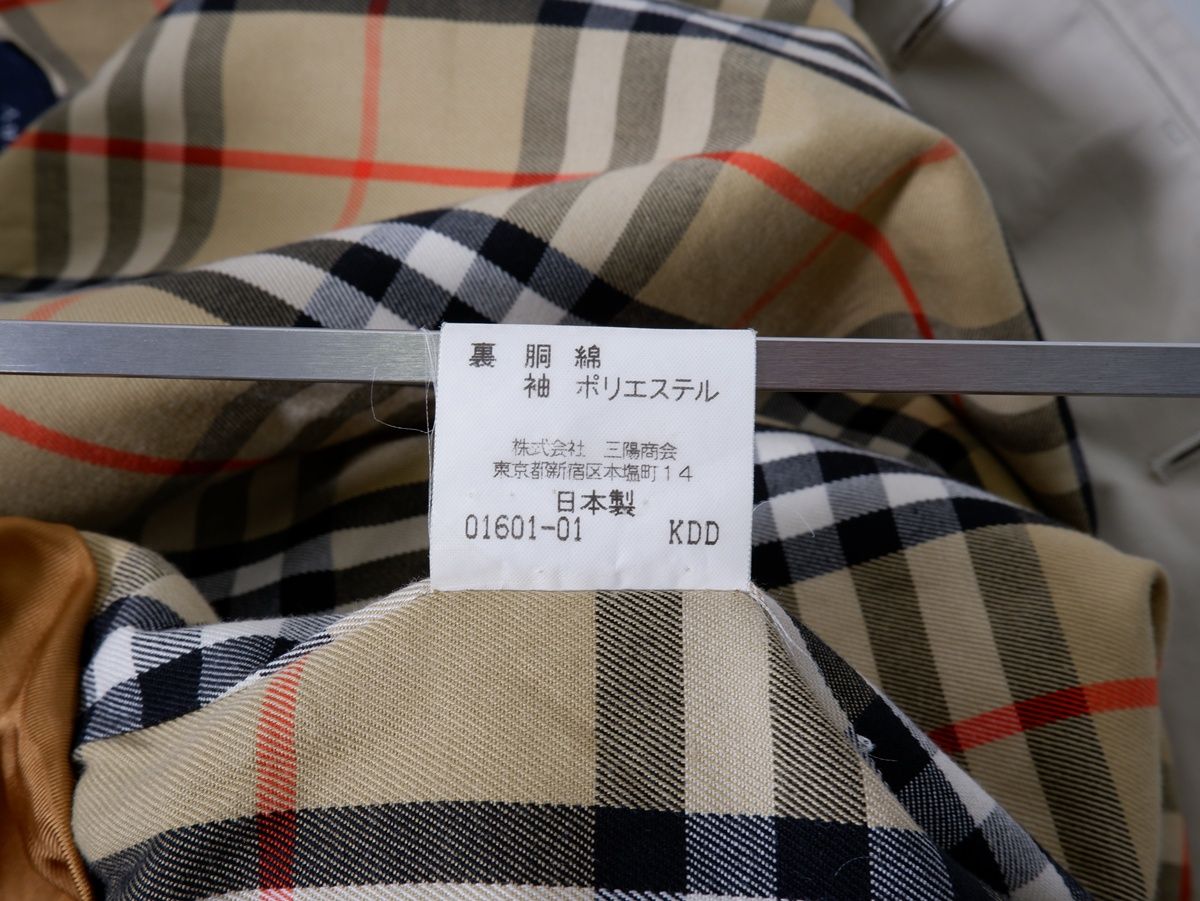 裏 胴 綿
袖 ポリエステル
株式会社 三陽商会
東京都新宿区本塩町14
日本製
01601-01 KDD